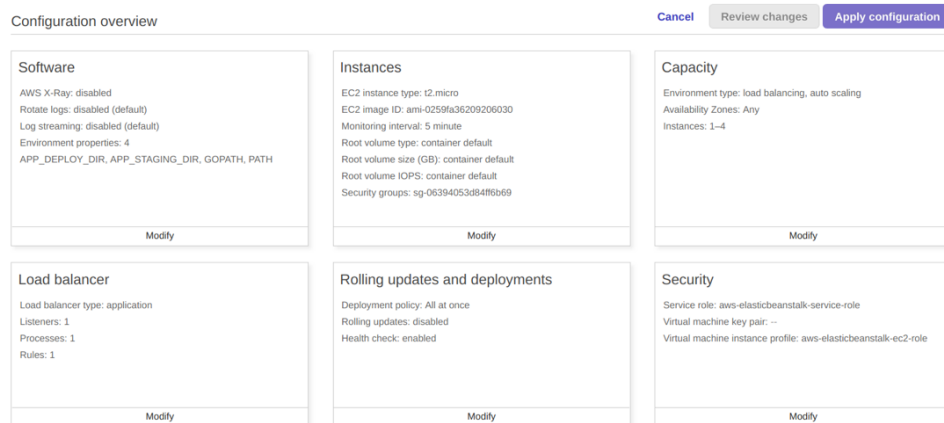 Configuration overview
Cancel
Review changes
Apply configuration
Software
AWS X-Ray: disabled
Rotate logs: disabled (default)
Log streaming: disabled (default)
Environment properties: 4
APP_DEPLOY_DIR, APP_STAGING_DIR, GOPATH, PATH
Modify
Instances
EC2 instance type: t2.micro
EC2 image ID: ami-0259fa36209206030
Monitoring interval: 5 minute
Root volume type: container default
Root volume size (GB): container default
Root volume IOPS: container default
Security groups: sg-06394053d84ff6b69
Modify
Capacity
Environment type: load balancing, auto scaling
Availability Zones: Any
Instances: 1–4
Modify
Load balancer
Load balancer type: application
Listeners: 1
Processes: 1
Rules: 1
Modify
Rolling updates and deployments
Deployment policy: All at once
Rolling updates: disabled
Health check: enabled
Modify
Security
Service role: aws-elasticbeanstalk-service-role
Virtual machine key pair: --
Virtual machine instance profile: aws-elasticbeanstalk-ec2-role
Modify